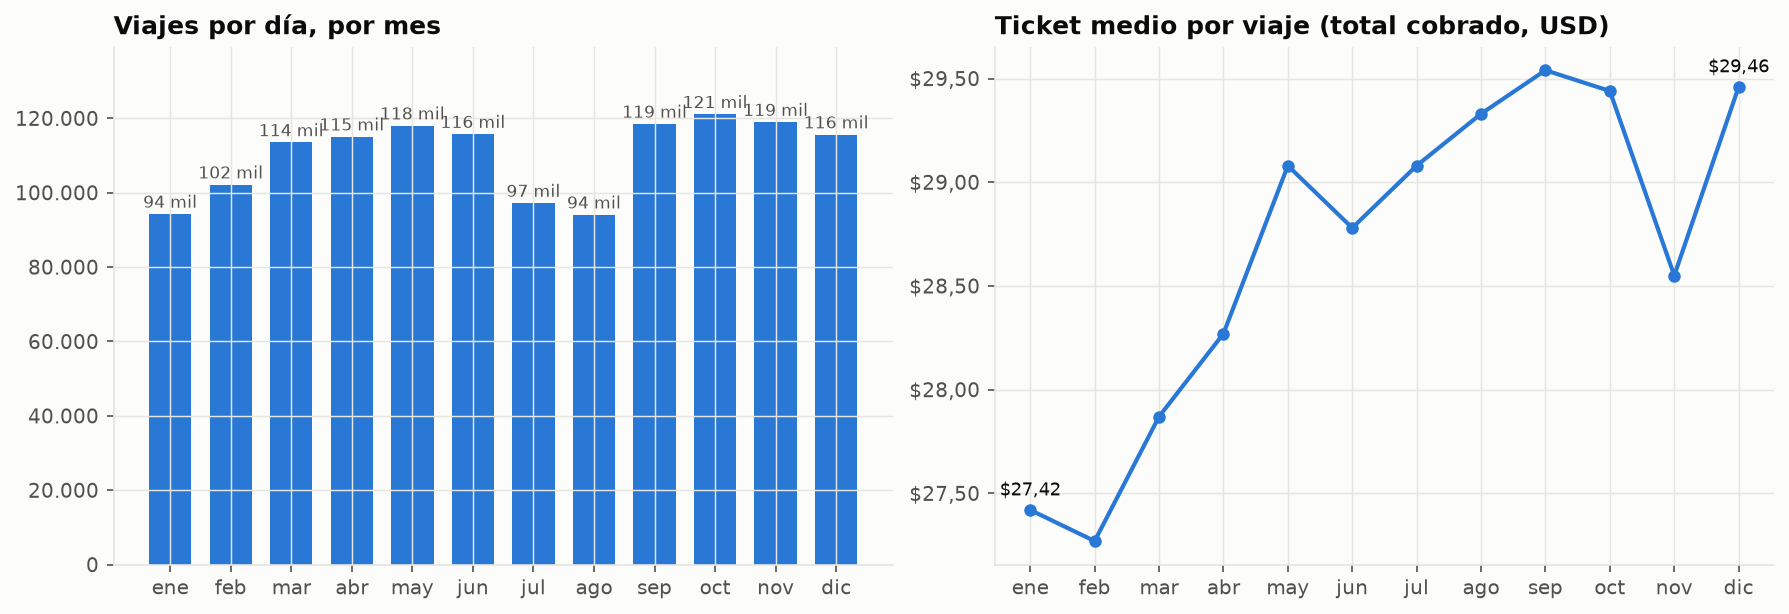 Viajes por día, por mes
120.000
100.000
80.000
60.000
40.000
20.000
0
94 mil
102 mil
114 mil
115 mil
118 mil
116 mil
97 mil
94 mil
119 mil
121 mil
119 mil
116 mil
ene feb mar abr may jun jul ago sep oct nov dic
Ticket medio por viaje (total cobrado, USD)
$29,50
$29,00
$28,50
$28,00
$27,50
$27,42
$29,46
ene feb mar abr may jun jul ago sep oct nov dic